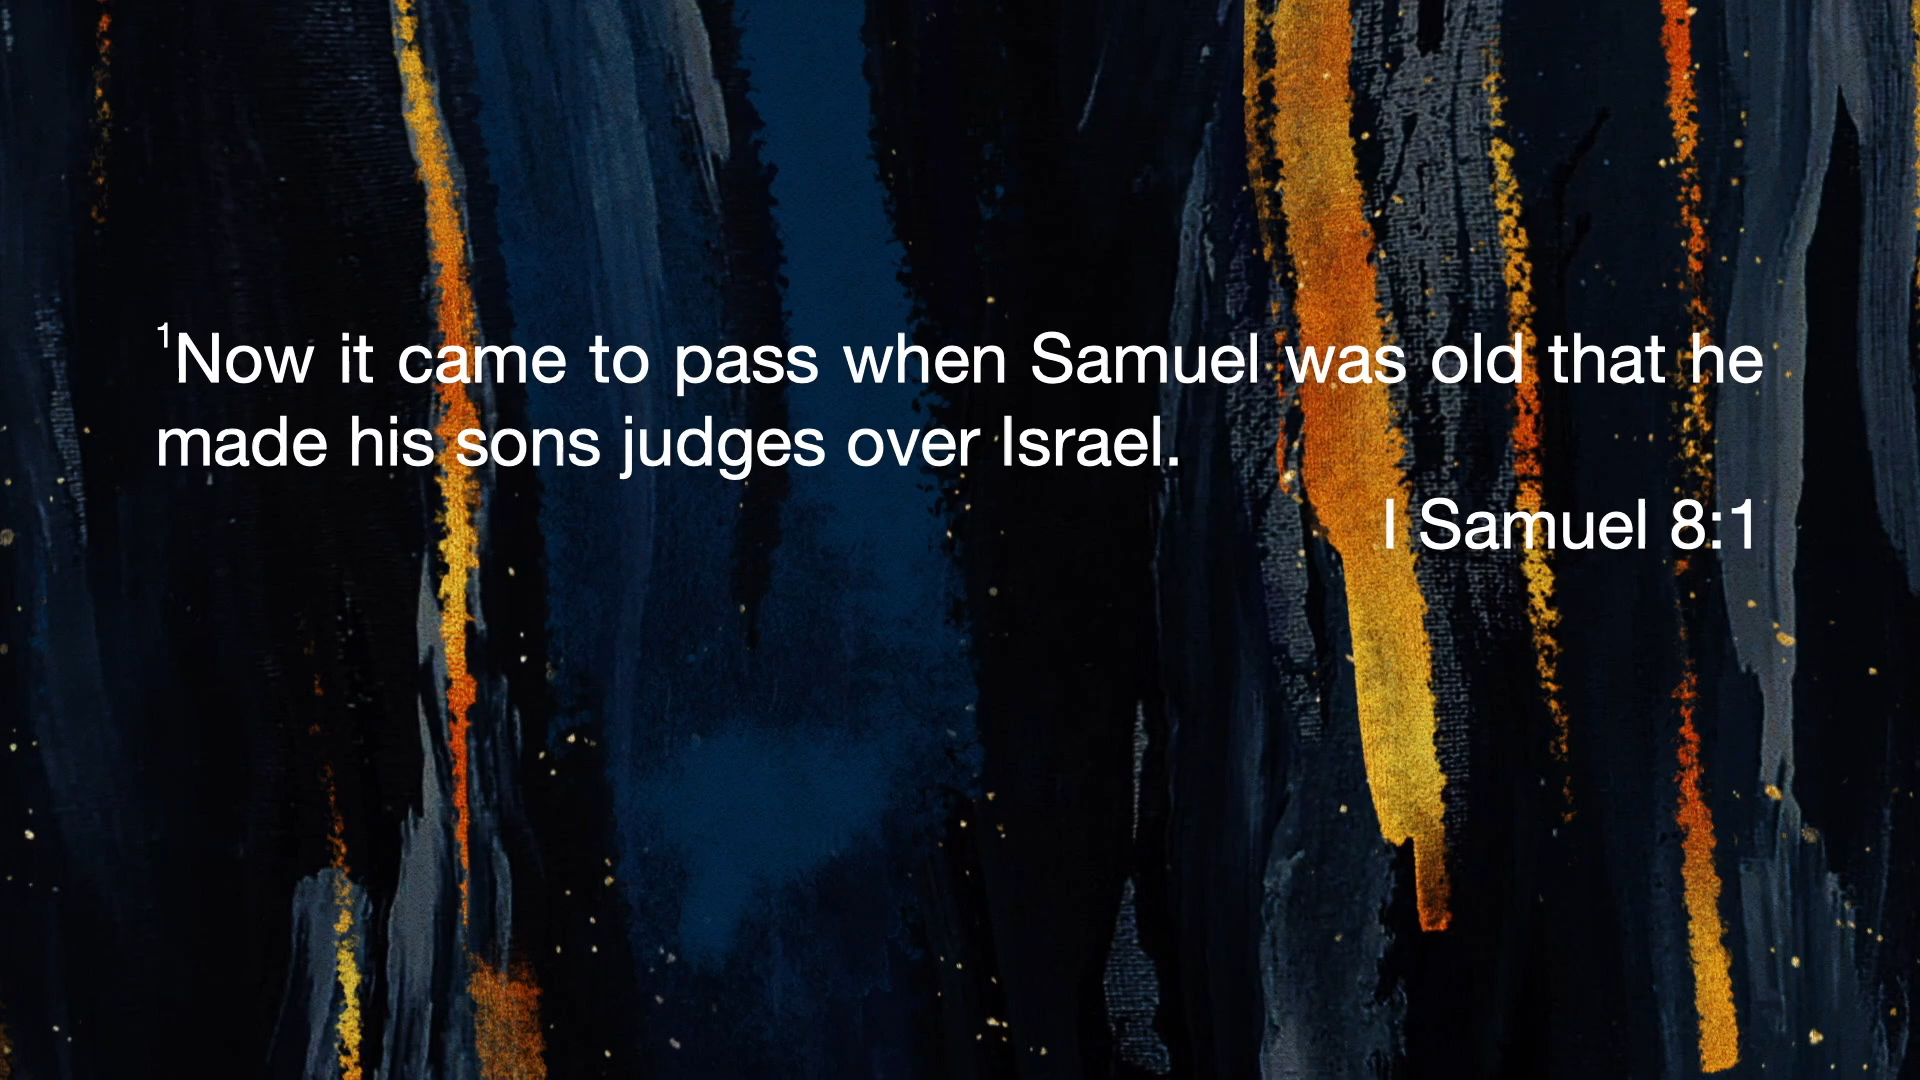 ¹Now it came to pass when Samuel was old that he
made his sons judges over Israel.
I Samuel 8:1